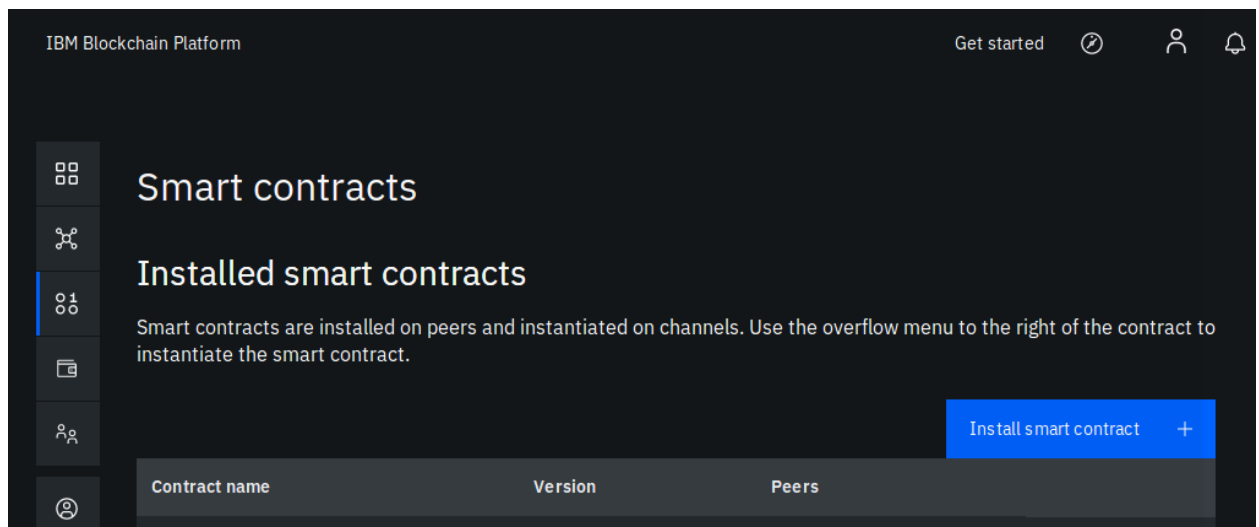 IBM Blockchain Platform
Get started
Smart contracts
Installed smart contracts
Smart contracts are installed on peers and instantiated on channels. Use the overflow menu to the right of the contract to
instantiate the smart contract.
Install smart contract +
Contract name Version Peers